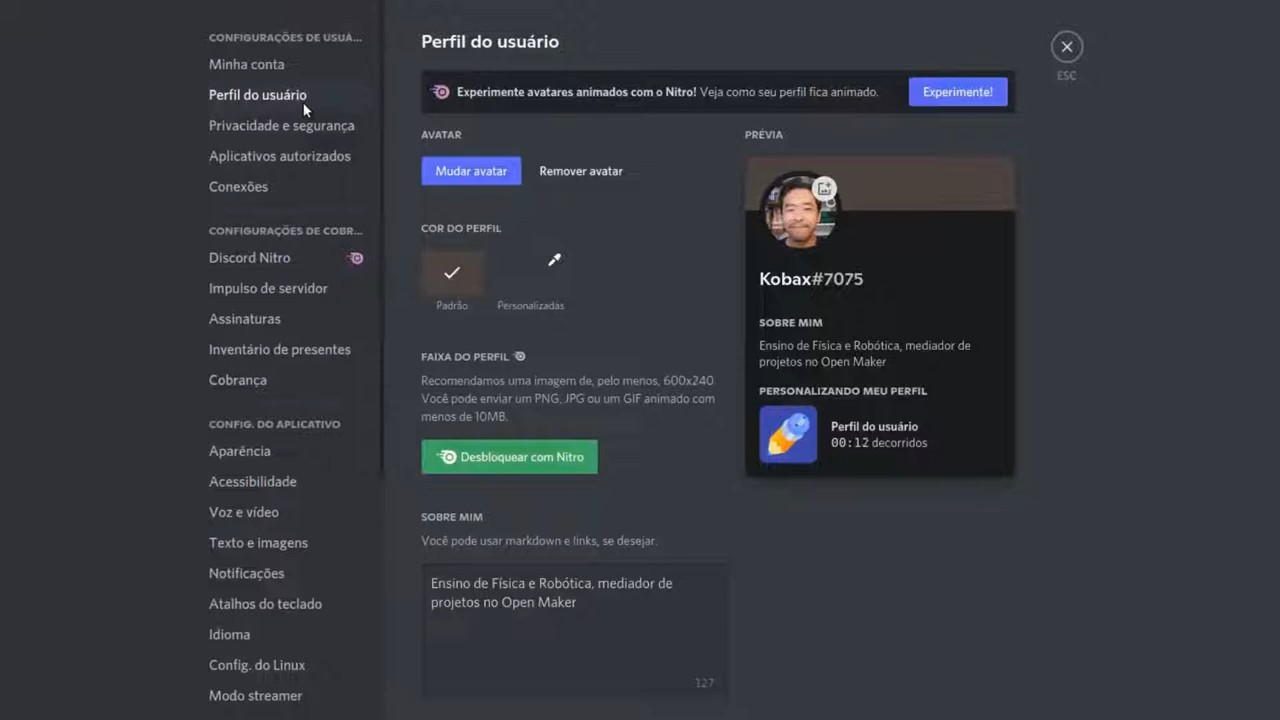 CONFIGURAÇÕES DE USUÁ...
Minha conta
Perfil do usuário
Privacidade e segurança
Aplicativos autorizados
Conexões
CONFIGURAÇÕES DE COBR...
Discord Nitro
Impulso de servidor
Assinaturas
Inventário de presentes
Cobrança
CONFIG. DO APLICATIVO
Aparência
Acessibilidade
Voz e vídeo
Texto e imagens
Notificações
Atalhos do teclado
Idioma
Config. do Linux
Modo streamer
Perfil do usuário
Experimente avatares animados com o Nitro! Veja como seu perfil fica animado.
Experimente!
AVATAR
Mudar avatar
Remover avatar
COR DO PERFIL
Padrão
Personalizadas
FAIXA DO PERFIL
Recomendamos uma imagem de, pelo menos, 600x240.
Você pode enviar um PNG, JPG ou um GIF animado com
menos de 10MB.
Desbloquear com Nitro
SOBRE MIM
Você pode usar markdown e links, se desejar.
Ensino de Física e Robótica, mediador de
projetos no Open Maker
127
PRÉVIA
Kobax#7075
SOBRE MIM
Ensino de Física e Robótica, mediador de
projetos no Open Maker
PERSONALIZANDO MEU PERFIL
Perfil do usuário
00:12 decorridos
ESC